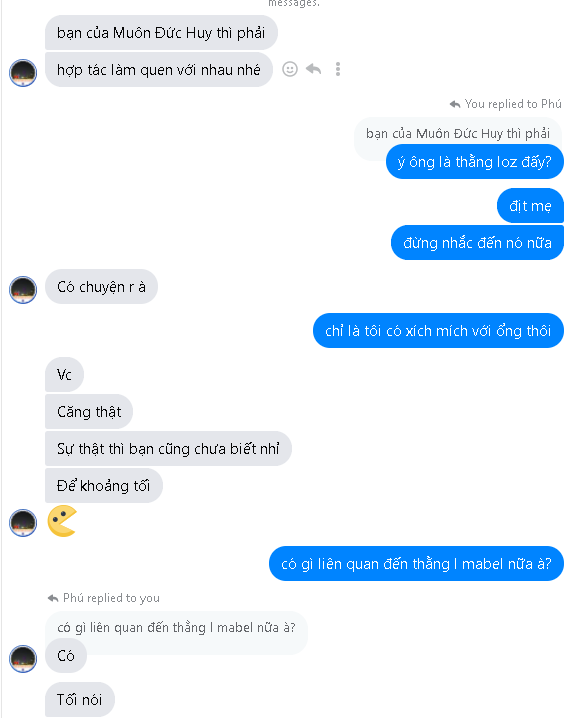 messages.
bạn của Muôn Đức Huy thì phải
hợp tác làm quen với nhau nhé
You replied to Phú
bạn của Muôn Đức Huy thì phải
ý ông là thằng loz đấy?
địt mẹ
đừng nhắc đến nó nữa
Có chuyện r à
chỉ là tôi có xích mích với ổng thôi
Vc
Căng thật
Sự thật thì bạn cũng chưa biết nhỉ
Để khoảng tối
có gì liên quan đến thằng l mabel nữa à?
Phú replied to you
có gì liên quan đến thằng l mabel nữa à?
Có
Tối nói